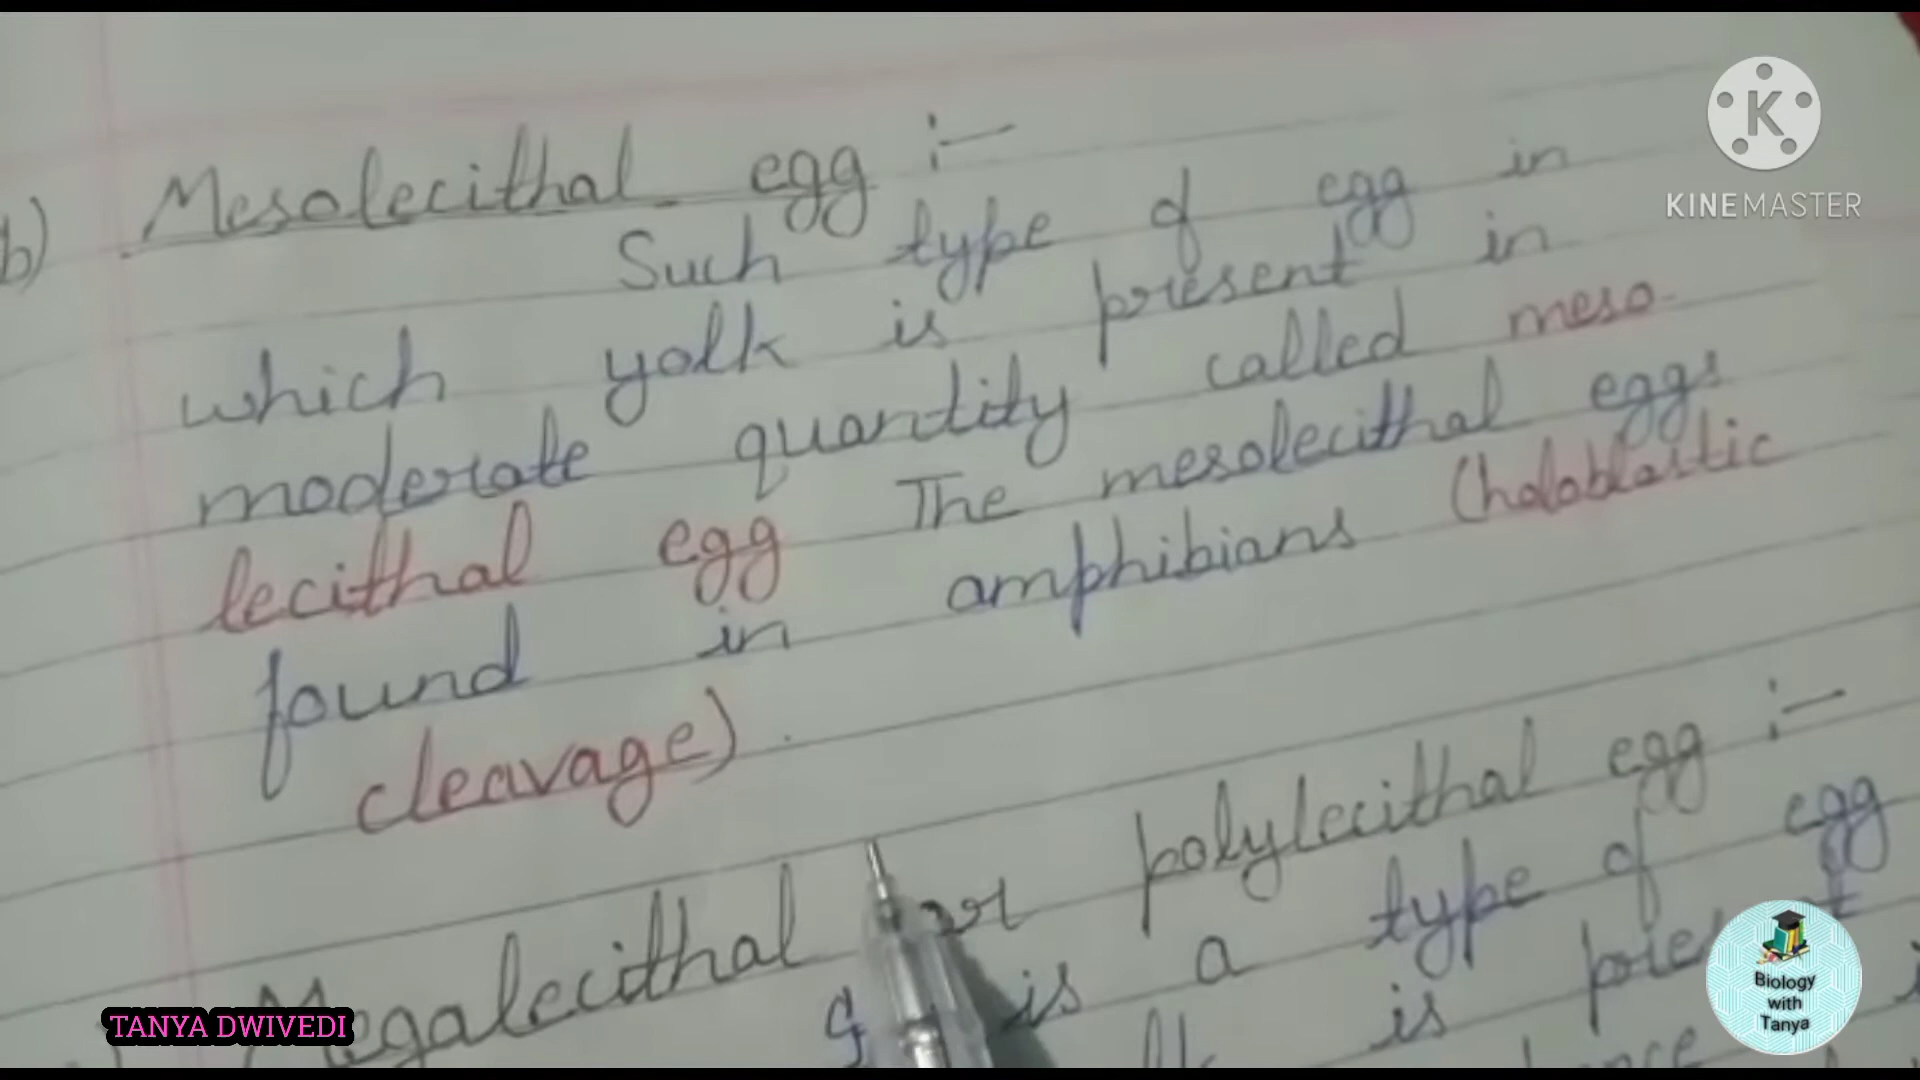 b) Mesolecithal egg :-
Such type of egg in
which yolk is present in
moderate quantity called meso-
lecithal egg The mesolecithal eggs
found in amphibians (holoblastic
cleavage).
Megalecithal or polylecithal egg :-
is a type of egg
is
KINEMASTER
TANYA DWIVEDI
Biology
with
Tanya